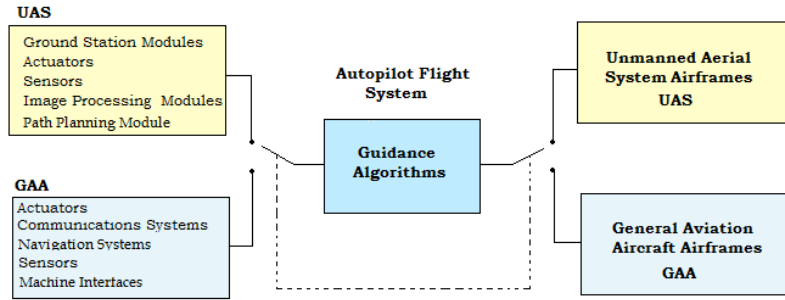 UAS
Ground Station Modules
Actuators
Sensors
Image Processing Modules
Path Planning Module
GAA
Actuators
Communications Systems
Navigation Systems
Sensors
Machine Interfaces
Autopilot Flight
System
Guidance
Algorithms
Unmanned Aerial
System Airframes
UAS
General Aviation
Aircraft Airframes
GAA